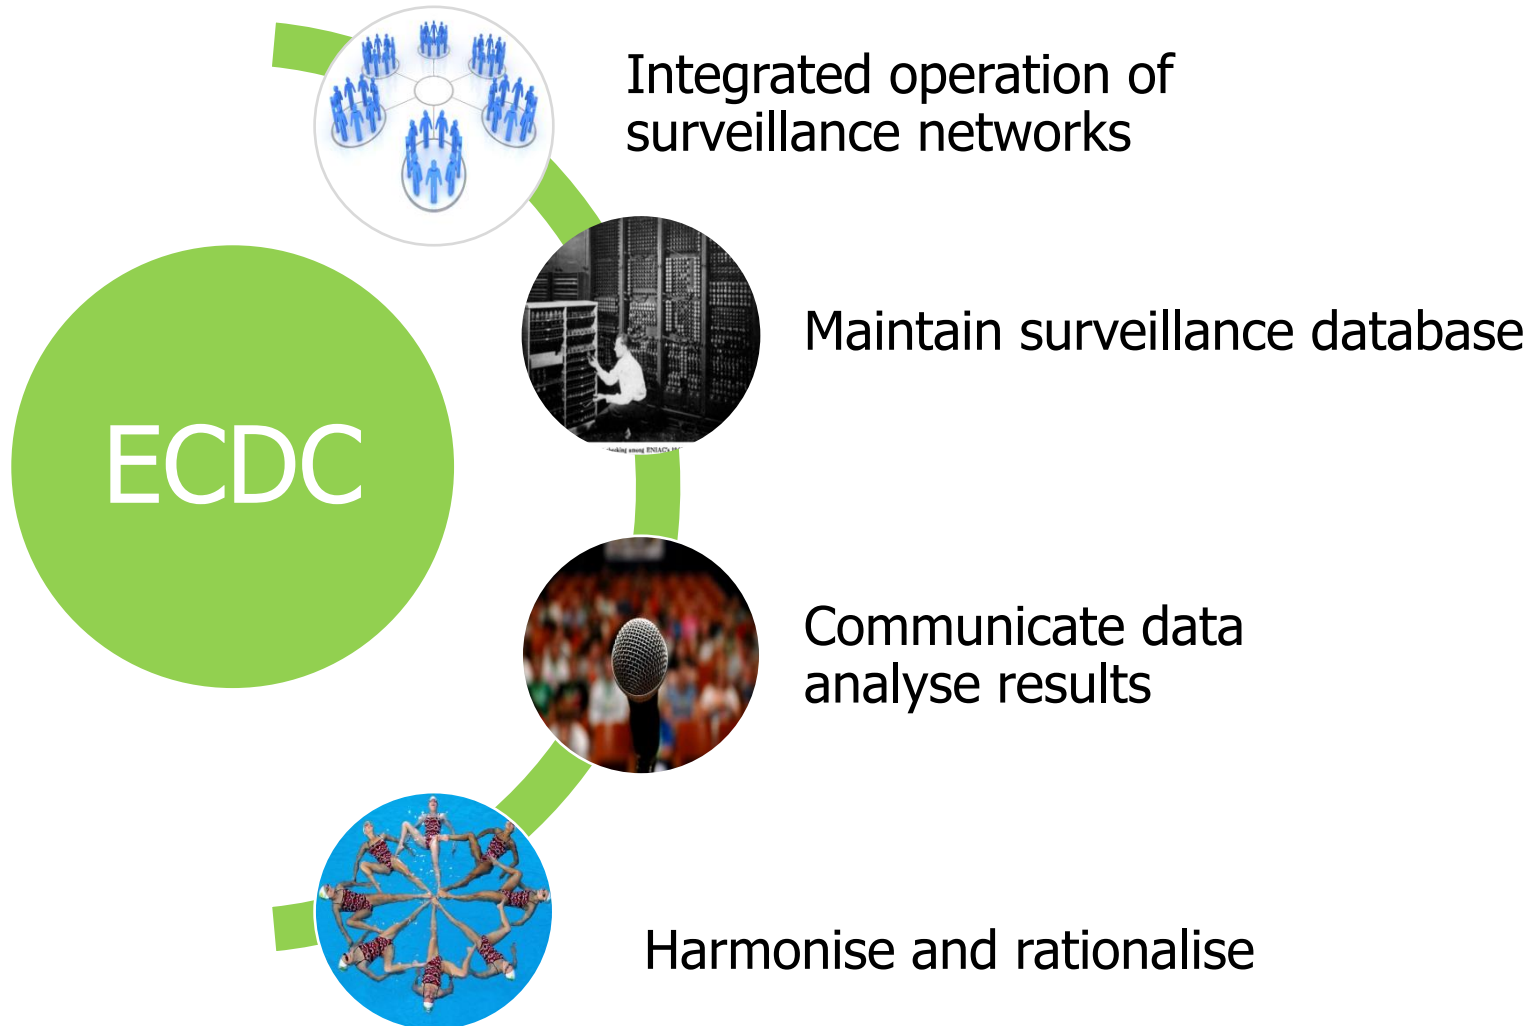 Integrated operation of
surveillance networks
Maintain surveillance database
ECDC
Communicate data
analyse results
Harmonise and rationalise